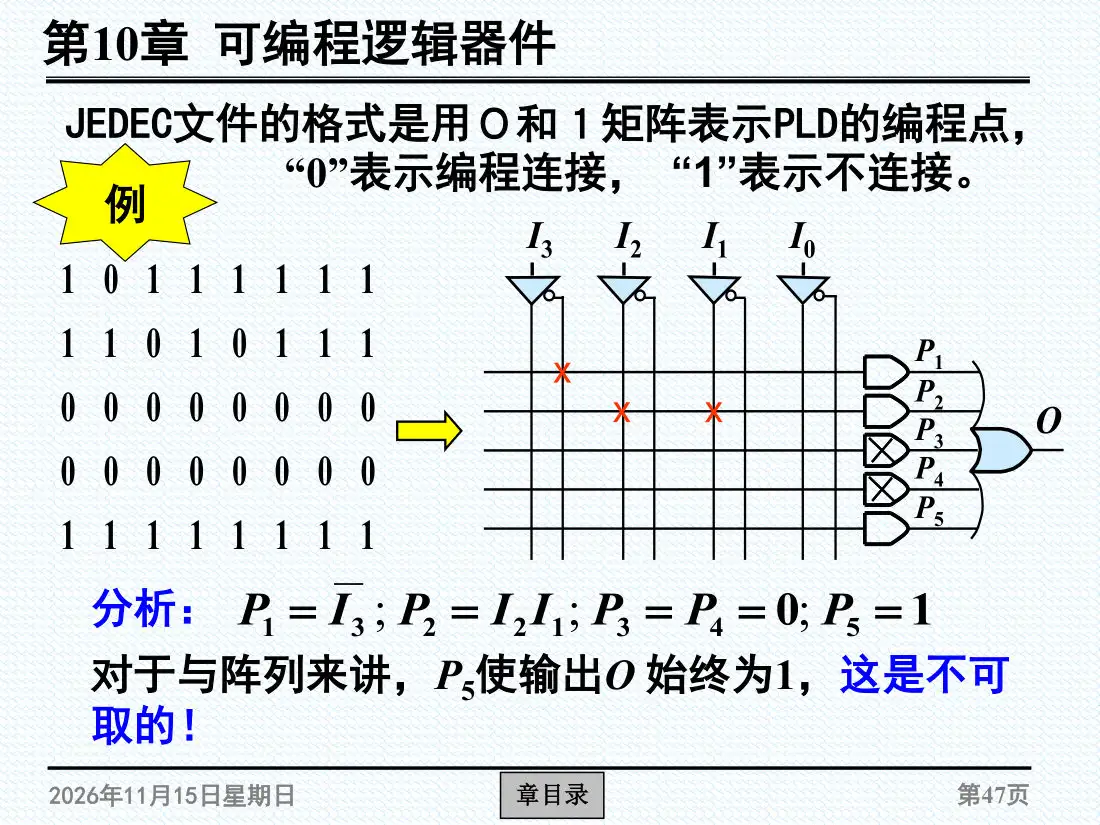 第10章 可编程逻辑器件
JEDEC文件的格式是用O和1矩阵表示PLD的编程点，
“0”表示编程连接， “1”表示不连接。
例
I3 I2 I1 I0
1 0 1 1 1 1 1 1
1 1 0 1 0 1 1 1
0 0 0 0 0 0 0 0
0 0 0 0 0 0 0 0
1 1 1 1 1 1 1 1
P1
P2
P3
P4
P5
O
分析： P₁ = I̅₃ ; P₂ = I₂I₁; P₃ = P₄ = 0; P₅ = 1
对于与阵列来讲，P5使输出O 始终为1，这是不可
取的！
2026年11月15日星期日
章目录
第47页